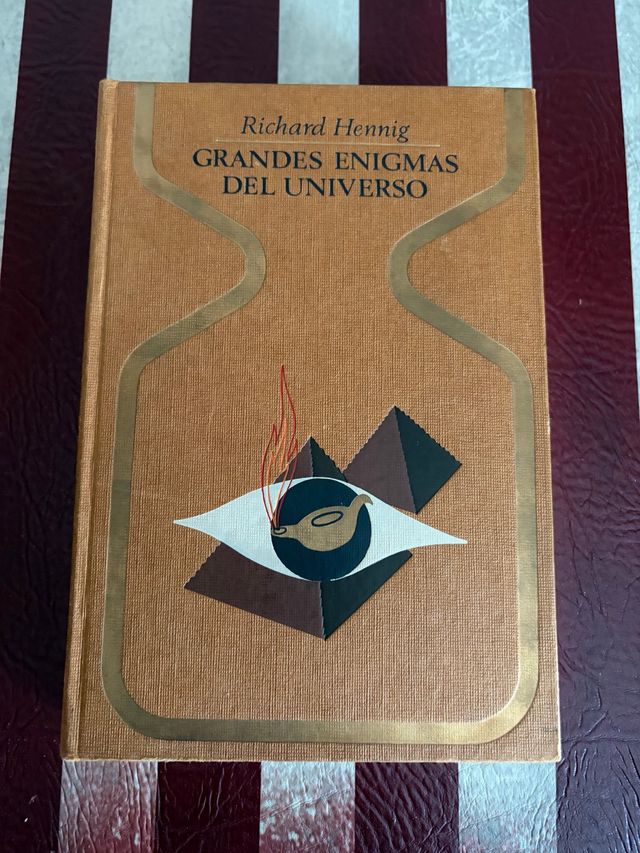 Richard Hennig
GRANDES ENIGMAS
DEL UNIVERSO